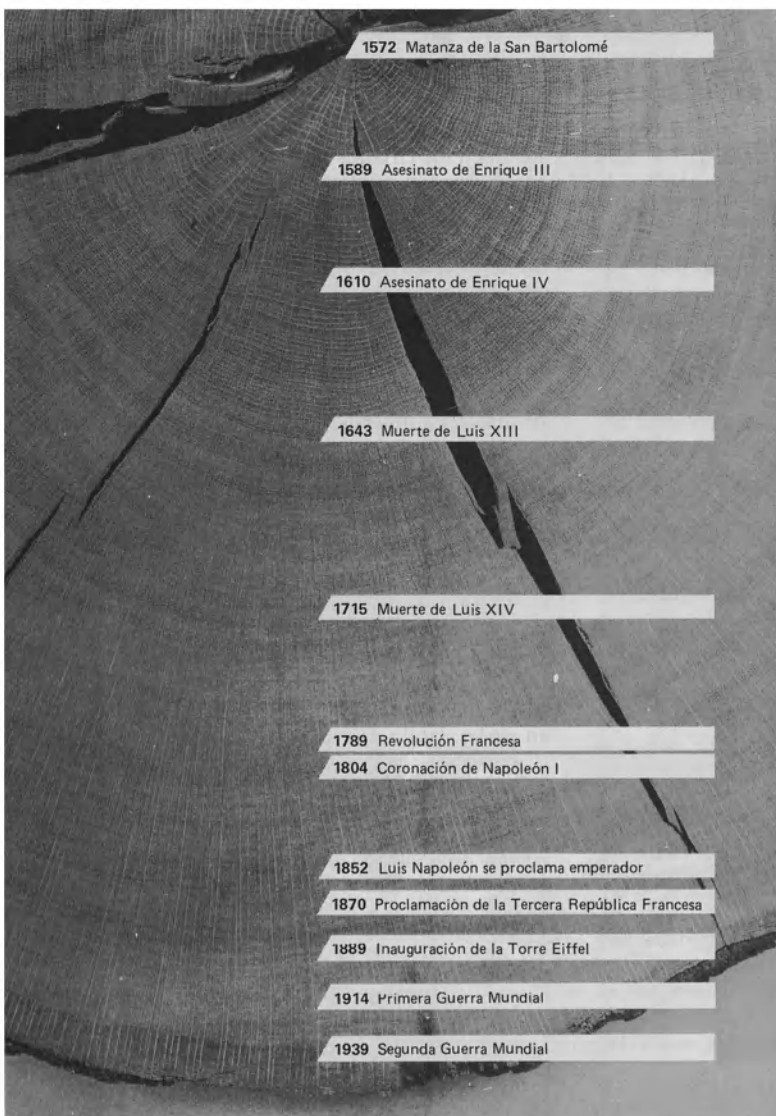 1572 Matanza de la San Bartolomé
1589 Asesinato de Enrique III
1610 Asesinato de Enrique IV
1643 Muerte de Luis XIII
1715 Muerte de Luis XIV
1789 Revolución Francesa
1804 Coronación de Napoleón I
1852 Luis Napoleón se proclama emperador
1870 Proclamación de la Tercera República Francesa
1889 Inauguración de la Torre Eiffel
1914 Primera Guerra Mundial
1939 Segunda Guerra Mundial